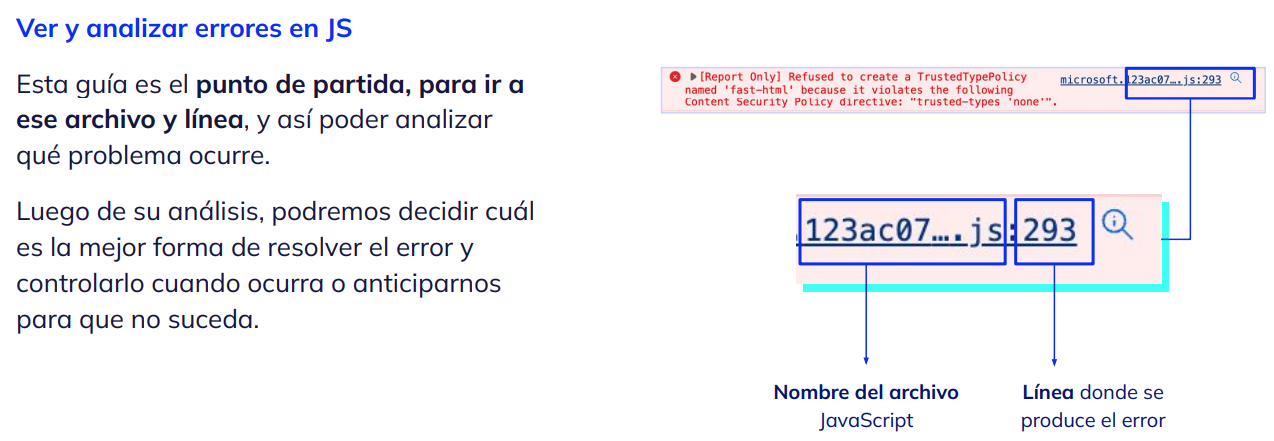 Ver y analizar errores en JS
Esta guía es el punto de partida, para ir a
ese archivo y línea, y así poder analizar
qué problema ocurre.
Luego de su análisis, podremos decidir cuál
es la mejor forma de resolver el error y
controlarlo cuando ocurra o anticiparnos
para que no suceda.
[Report Only] Refused to create a TrustedTypePolicy
named 'fast-html' because it violates the following
Content Security Policy directive: "trusted-types 'none'".
microsoft.123ac07….js:293
123ac07….js:293
Nombre del archivo
JavaScript
Línea donde se
produce el error